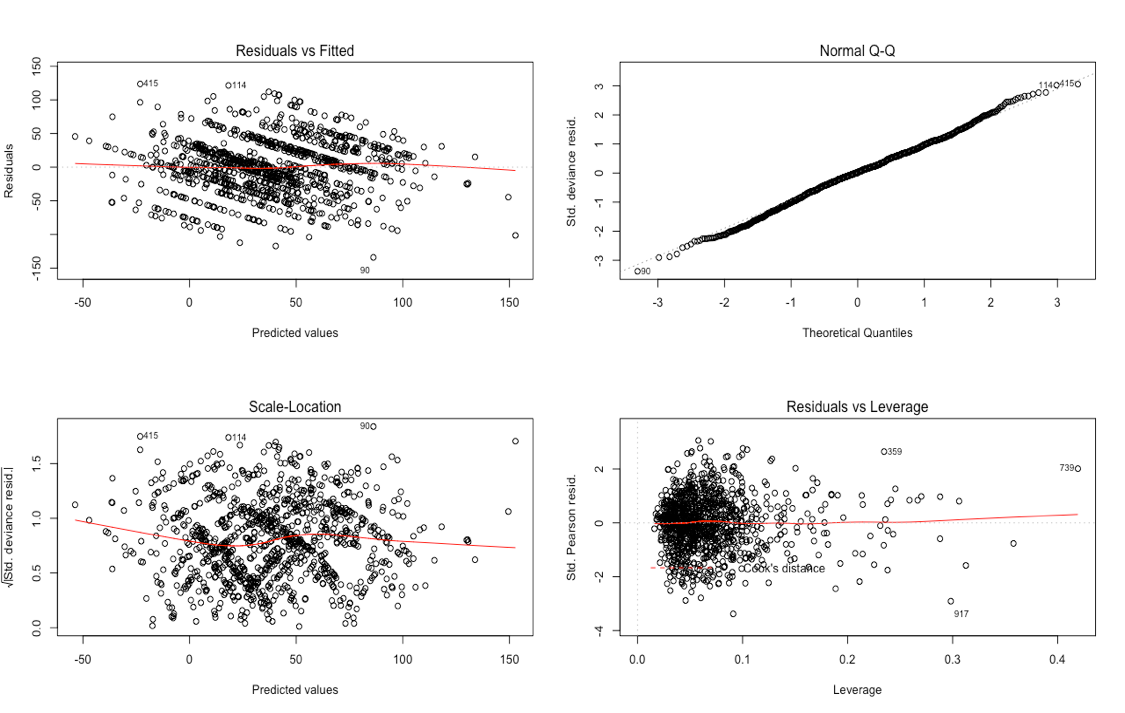 Residuals vs Fitted
Residuals
150
100
50
0
-50
-150
415
114
90
-50 0 50 100 150
Predicted values
Normal Q-Q
Std. deviance resid.
3
2
1
0
-1
-2
-3
114 415
90
-3 -2 -1 0 1 2 3
Theoretical Quantiles
Scale-Location
√|Std. deviance resid.|
1.5
1.0
0.5
0.0
415
114
90
-50 0 50 100 150
Predicted values
Residuals vs Leverage
Std. Pearson resid.
2
0
-2
-4
359
739
Cook's distance
917
0.0 0.1 0.2 0.3 0.4
Leverage